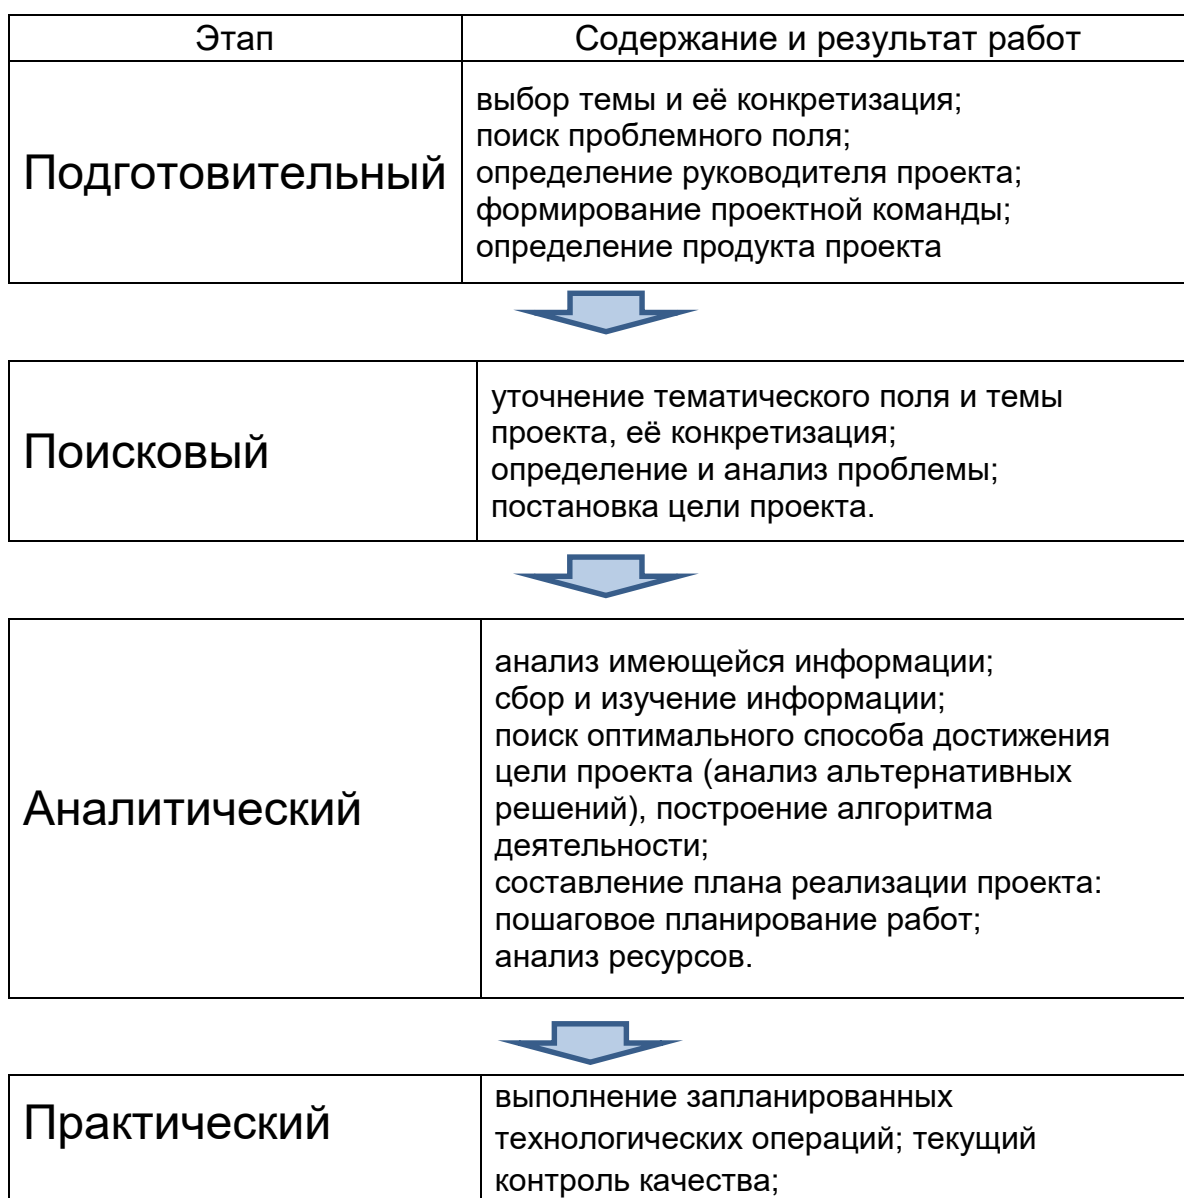 Этап
Содержание и результат работ
Подготовительный
выбор темы и её конкретизация;
поиск проблемного поля;
определение руководителя проекта;
формирование проектной команды;
определение продукта проекта
Поисковый
уточнение тематического поля и темы
проекта, её конкретизация;
определение и анализ проблемы;
постановка цели проекта.
Аналитический
анализ имеющейся информации;
сбор и изучение информации;
поиск оптимального способа достижения
цели проекта (анализ альтернативных
решений), построение алгоритма
деятельности;
составление плана реализации проекта:
пошаговое планирование работ;
анализ ресурсов.
Практический
выполнение запланированных
технологических операций; текущий
контроль качества;